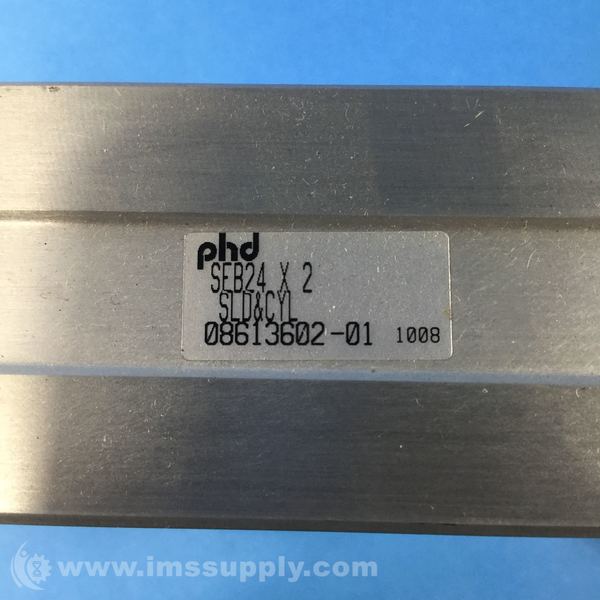 phd
SEB24 X 2
SLD&CYL
08613602-01 1008
www.imssupply.com